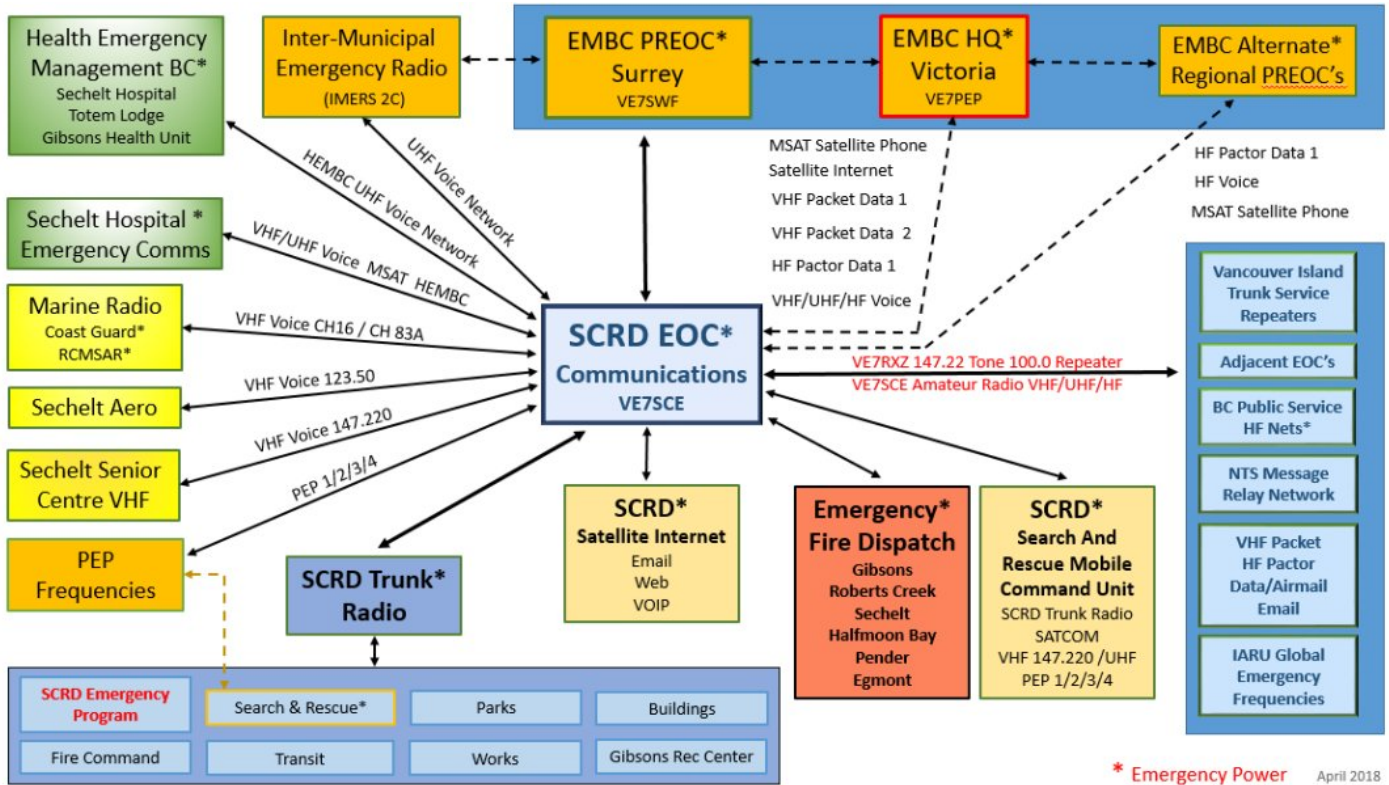 Health Emergency
Management BC*
Sechelt Hospital
Totem Lodge
Gibsons Health Unit
Inter-Municipal
Emergency Radio
(IMERS 2C)
EMBC PREOC*
Surrey
VE7SWF
EMBC HQ*
Victoria
VE7PEP
EMBC Alternate*
Regional PREOC's
MSAT Satellite Phone
Satellite Internet
VHF Packet Data 1
VHF Packet Data 2
HF Pactor Data 1
VHF/UHF/HF Voice
HF Pactor Data 1
HF Voice
MSAT Satellite Phone
UHF Voice Network
HEMBC UHF Voice Network
Sechelt Hospital *
Emergency Comms
VHF/UHF Voice MSAT HEMBC
Marine Radio
Coast Guard*
RCMSAR*
VHF Voice CH16 / CH 83A
Sechelt Aero
VHF Voice 123.50
Sechelt Senior
Centre VHF
VHF Voice 147.220
PEP 1/2/3/4
PEP
Frequencies
SCRD EOC*
Communications
VE7SCE
VE7RXZ 147.22 Tone 100.0 Repeater
VE7SCE Amateur Radio VHF/UHF/HF
Vancouver Island
Trunk Service
Repeaters
Adjacent EOC's
BC Public Service
HF Nets*
NTS Message
Relay Network
VHF Packet
HF Pactor
Data/Airmail
Email
IARU Global
Emergency
Frequencies
SCRD Trunk*
Radio
SCRD*
Satellite Internet
Email
Web
VOIP
Emergency*
Fire Dispatch
Gibsons
Roberts Creek
Sechelt
Halfmoon Bay
Pender
Egmont
SCRD*
Search And
Rescue Mobile
Command Unit
SCRD Trunk Radio
SATCOM
VHF 147.220 /UHF
PEP 1/2/3/4
SCRD Emergency
Program
Search & Rescue*
Parks
Buildings
Fire Command
Transit
Works
Gibsons Rec Center
* Emergency Power
April 2018